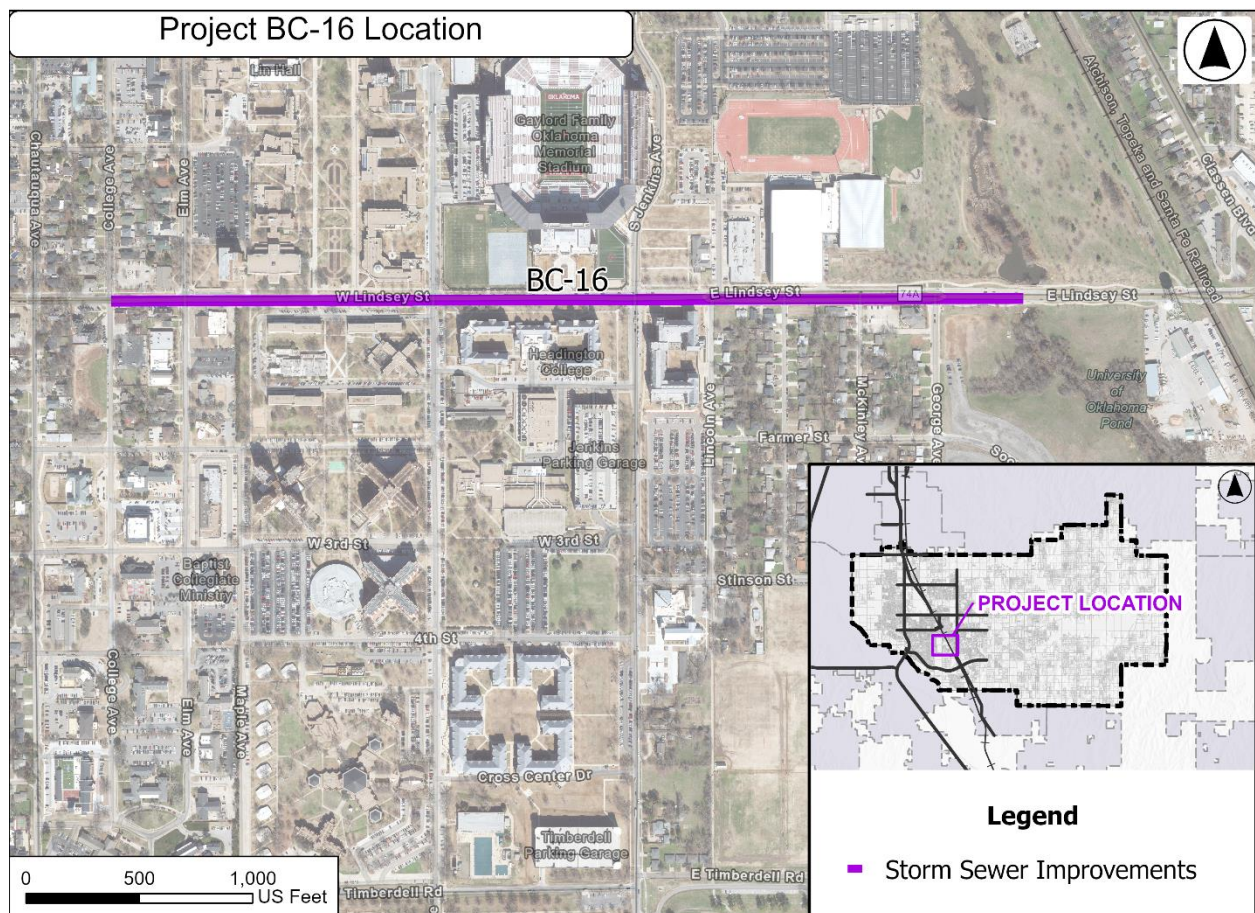 Project BC-16 Location
Lin Hall
OKLAHOMA
Gaylord Family
Oklahoma
Memorial
Stadium
S Jenkins Ave
Atchison, Topeka and Santa Fe Railroad
Classen Blvd
Chautauqua Ave
College Ave
Elm Ave
BC-16
W Lindsey St
E Lindsey St
74A
E Lindsey St
Headington
College
University
of
Oklahoma
Pond
Lincoln Ave
McKinley Av
George Ave
Farmer St
Jenkins
Parking Garage
W 3rd St
W 3rd St
Baptist
Collegiate
Ministry
Stinson St
4th St
College Ave
Elm Ave
Maple Ave
Cross Center Dr
Timberdell
Parking Garage
E Timberdell Rd
Timberdell Rd
PROJECT LOCATION
Legend
Storm Sewer Improvements
0 500 1,000
US Feet